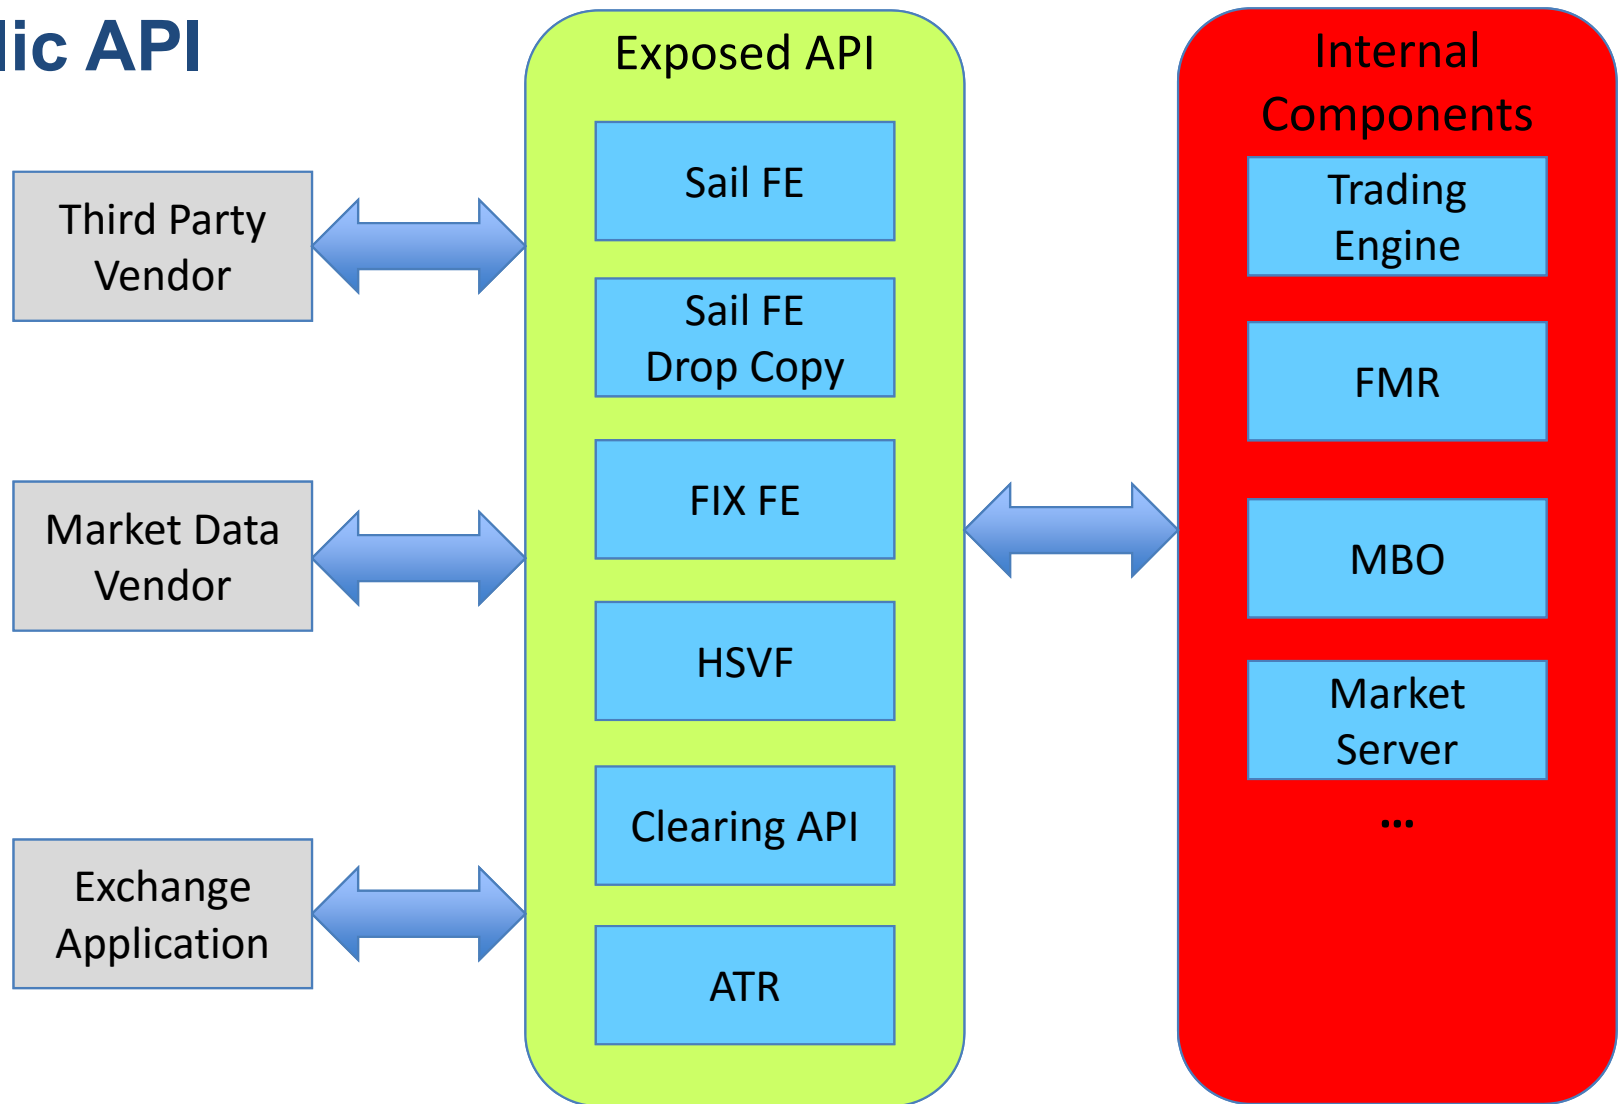 lic API
Third Party
Vendor
Market Data
Vendor
Exchange
Application
Exposed API
Sail FE
Sail FE
Drop Copy
FIX FE
HSVF
Clearing API
ATR
Internal
Components
Trading
Engine
FMR
MBO
Market
Server
...